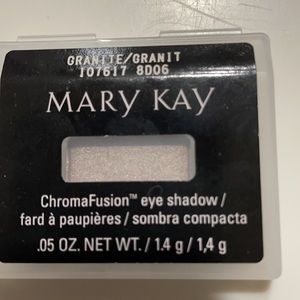 GRANITE/GRANIT
107617 8D06
MARY KAY
ChromaFusion™ eye shadow /
fard à paupières / sombra compacta
.05 OZ. NET WT. / 1.4 g / 1,4 g